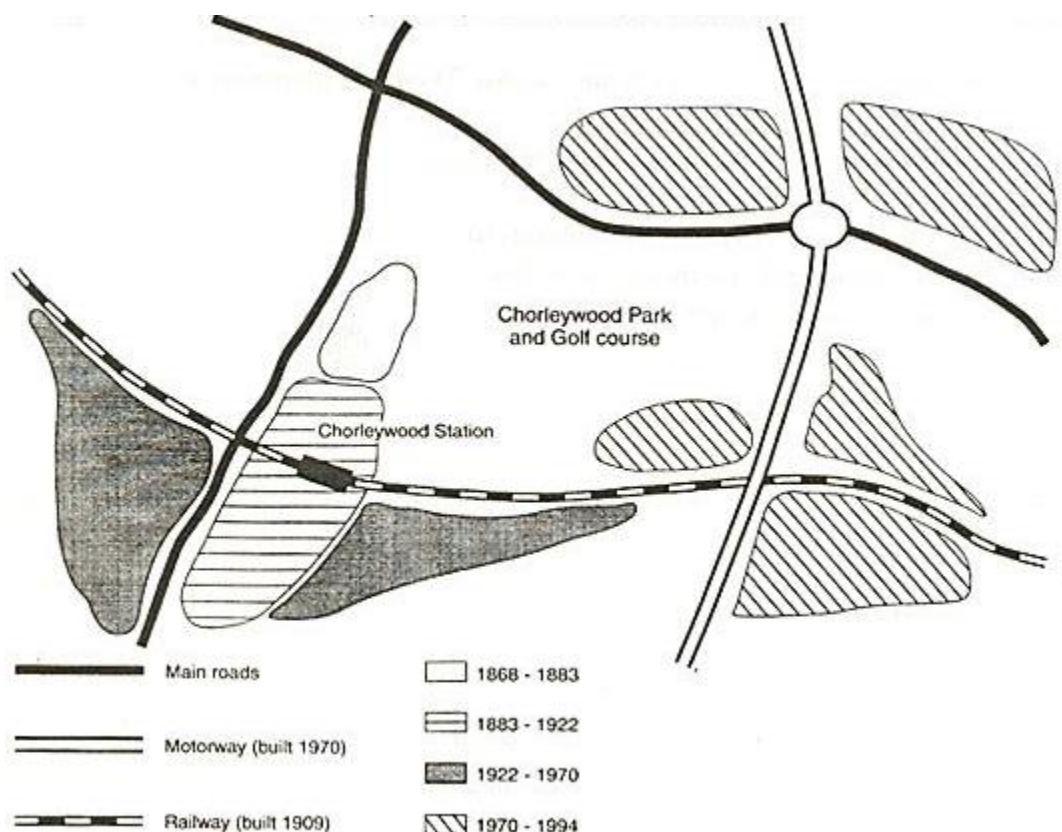 Chorleywood Park
and Golf course
Chorleywood Station
Main roads
Motorway (built 1970)
Railway (built 1909)
1868 - 1883
1883 - 1922
1922 - 1970
1970 - 1994